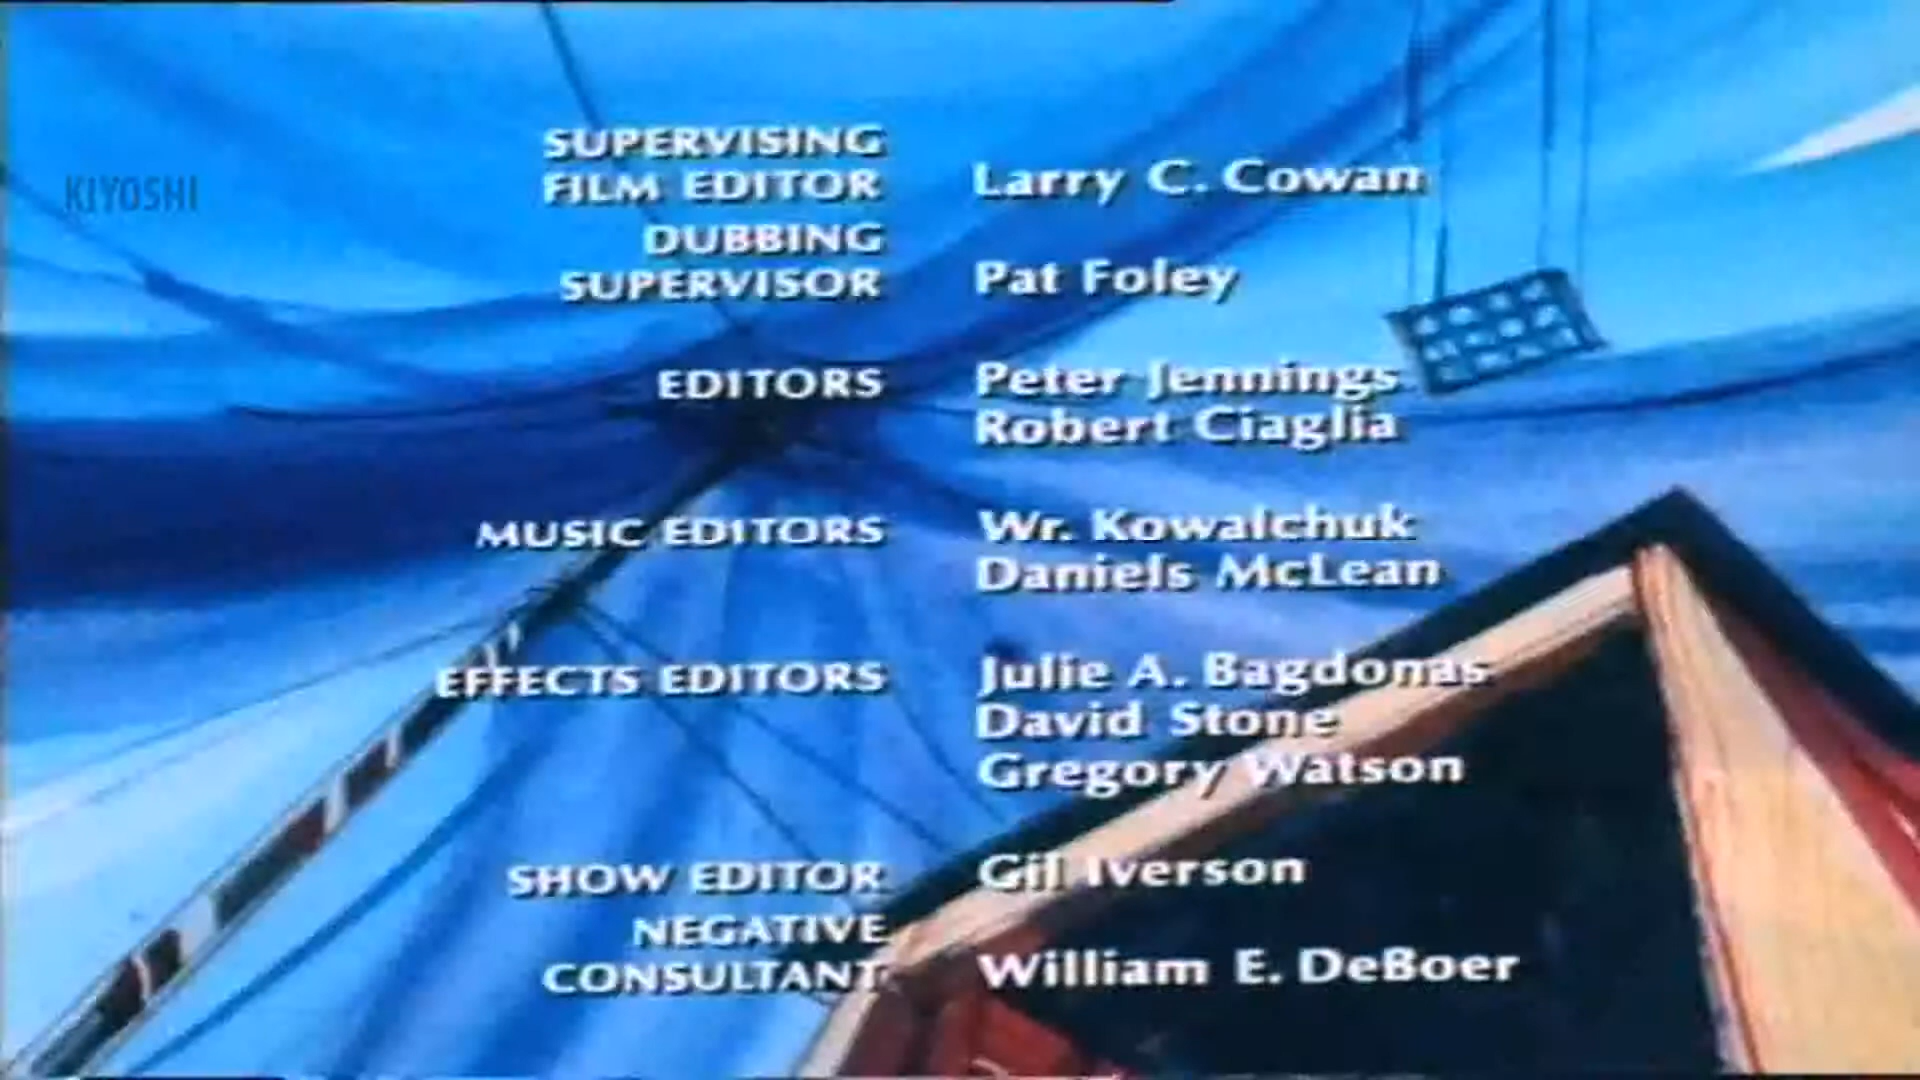 KIYOSHI
SUPERVISING
FILM EDITOR Larry C. Cowan
DUBBING
SUPERVISOR Pat Foley
EDITORS Peter Jennings
Robert Ciaglia
MUSIC EDITORS Wr. Kowalchuk
Daniels McLean
EFFECTS EDITORS Julie A. Bagdonas
David Stone
Gregory Watson
SHOW EDITOR Gil Iverson
NEGATIVE
CONSULTANT William E. DeBoer